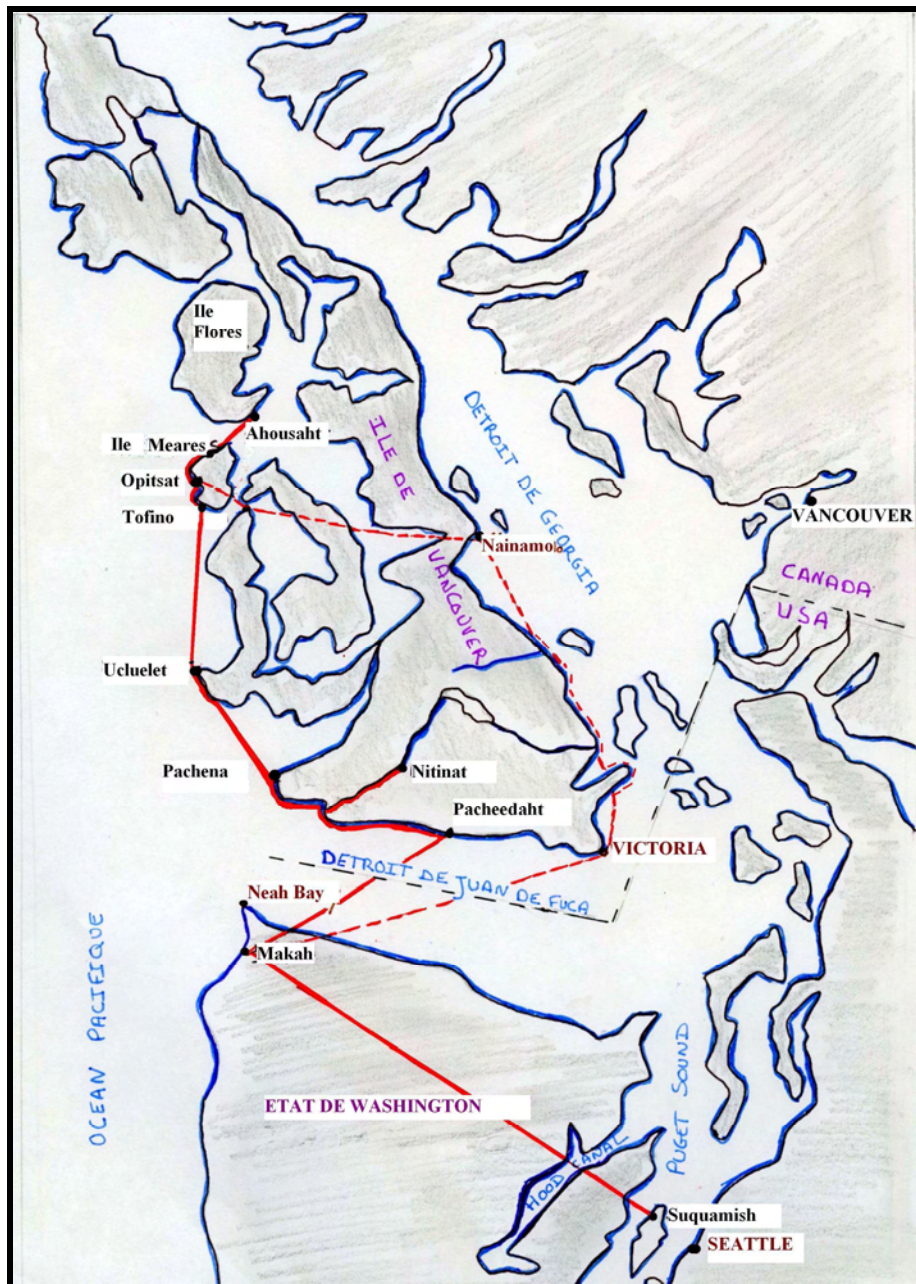 Ile
Flores
Ahousaht
Ile Meares
Opitsat
Tofino
ILE DE
VANCOUVER
DETROIT DE GEORGIA
Nainamo
VANCOUVER
CANADA
USA
Ucluelet
Pachena
Nitinat
Pacheedaht
VICTORIA
DETROIT DE JUAN DE FUCA
Neah Bay
Makah
OCEAN PACIFIQUE
ETAT DE WASHINGTON
HOOD CANAL
PUGET SOUND
Suquamish
SEATTLE